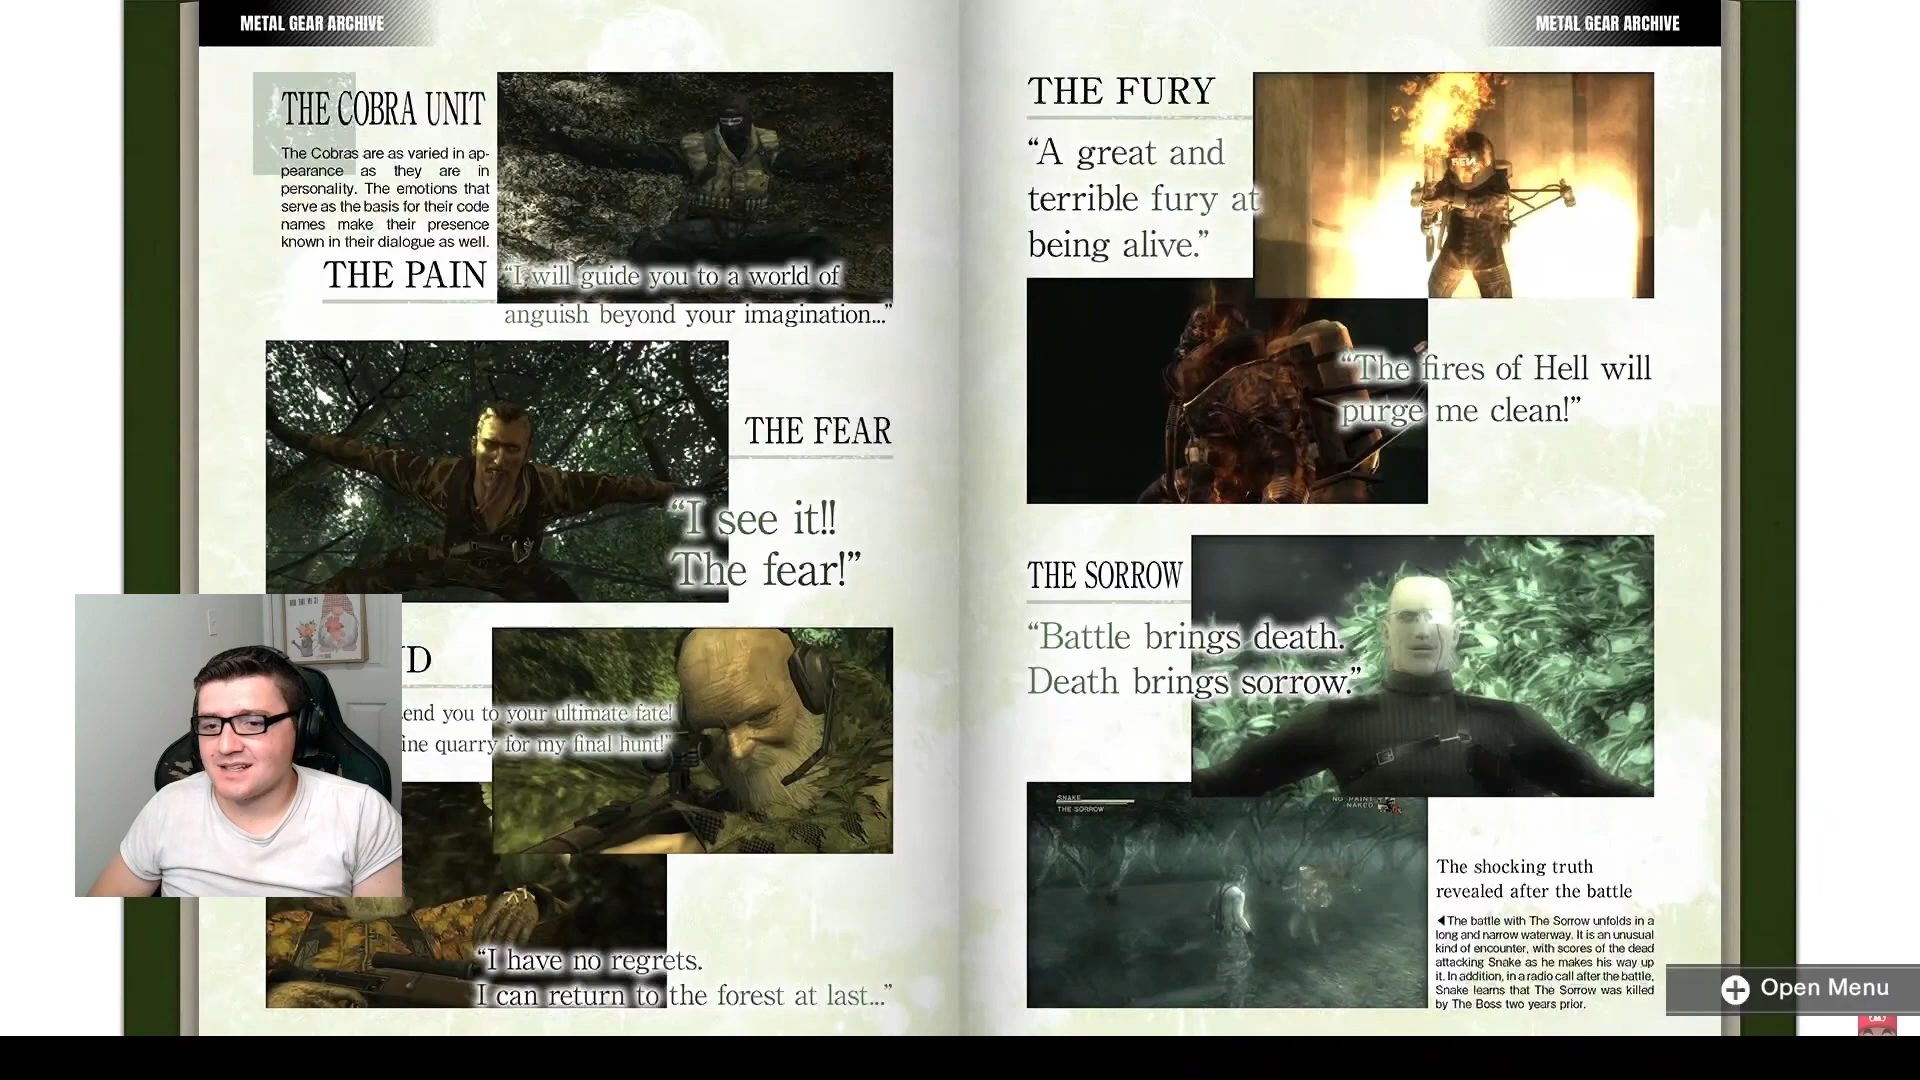 METAL GEAR ARCHIVE
METAL GEAR ARCHIVE
THE COBRA UNIT
The Cobras are as varied in ap-
pearance as they are in
personality. The emotions that
serve as the basis for their code
names make their presence
known in their dialogue as well.
THE PAIN
“I will guide you to a world of
anguish beyond your imagination...”
THE FEAR
“I see it!!
The fear!”
D
end you to your ultimate fate!
ine quarry for my final hunt!”
“I have no regrets.
I can return to the forest at last...”
THE FURY
“A great and
terrible fury at
being alive.”
“The fires of Hell will
purge me clean!”
THE SORROW
“Battle brings death.
Death brings sorrow.”
SNAKE
THE SORROW
NO PAINT
NAKED
The shocking truth
revealed after the battle
◀The battle with The Sorrow unfolds in a
long and narrow waterway. It is an unusual
kind of encounter, with scores of the dead
attacking Snake as he makes his way up
it. In addition, in a radio call after the battle,
Snake learns that The Sorrow was killed
by The Boss two years prior.
Open Menu